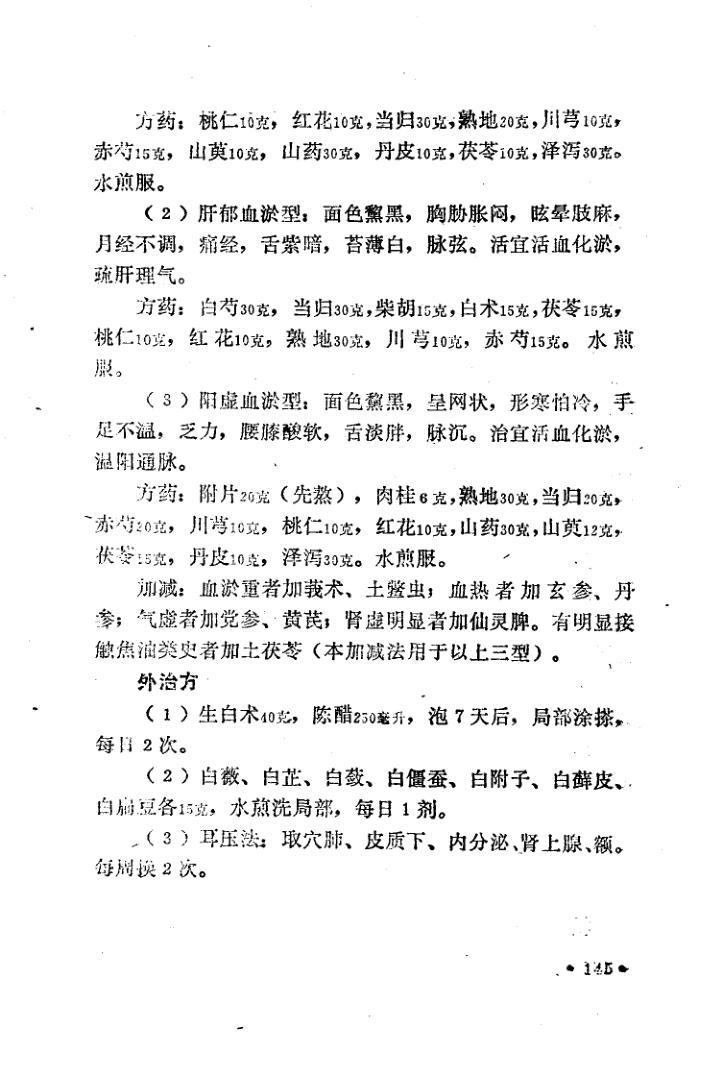 方药：桃仁10克，红花10克，当归30克，熟地20克，川芎10克，
赤芍15克，山萸10克，山药30克，丹皮10克，茯苓10克，泽泻30克。
水煎服。
（2）肝郁血淤型：面色黧黑，胸胁胀闷，眩晕肢麻，
月经不调，痛经，舌紫暗，苔薄白，脉弦。活宜活血化淤，
疏肝理气。
方药：白芍30克，当归30克，柴胡15克，白术15克，茯苓15克，
桃仁10克，红花10克，熟地30克，川芎10克，赤芍15克。水煎
服。
（3）阳虚血淤型：面色黧黑，呈网状，形寒怕冷，手
足不温，乏力，腰膝酸软，舌淡胖，脉沉。治宜活血化淤，
温阳通脉。
方药：附片20克（先熬），肉桂6克，熟地30克，当归20克，
赤芍20克，川芎10克，桃仁10克，红花10克，山药30克，山萸12克，
茯苓15克，丹皮10克，泽泻30克。水煎服。
加减：血淤重者加莪术、土蟞虫；血热者加玄参、丹
参；气虚者加党参、黄芪；肾虚明显者加仙灵脾。有明显接
触焦油类史者加土茯苓（本加减法用于以上三型）。
外治方
（1）生白术40克，陈醋250毫升，泡7天后，局部涂搽，
每日2次。
（2）白薇、白芷、白蔹、白僵蚕、白附子、白藓皮、
白扁豆各15克，水煎洗局部，每日1剂。
（3）耳压法：取穴肺、皮质下、内分泌、肾上腺、额。
每周换2次。
• 145 •